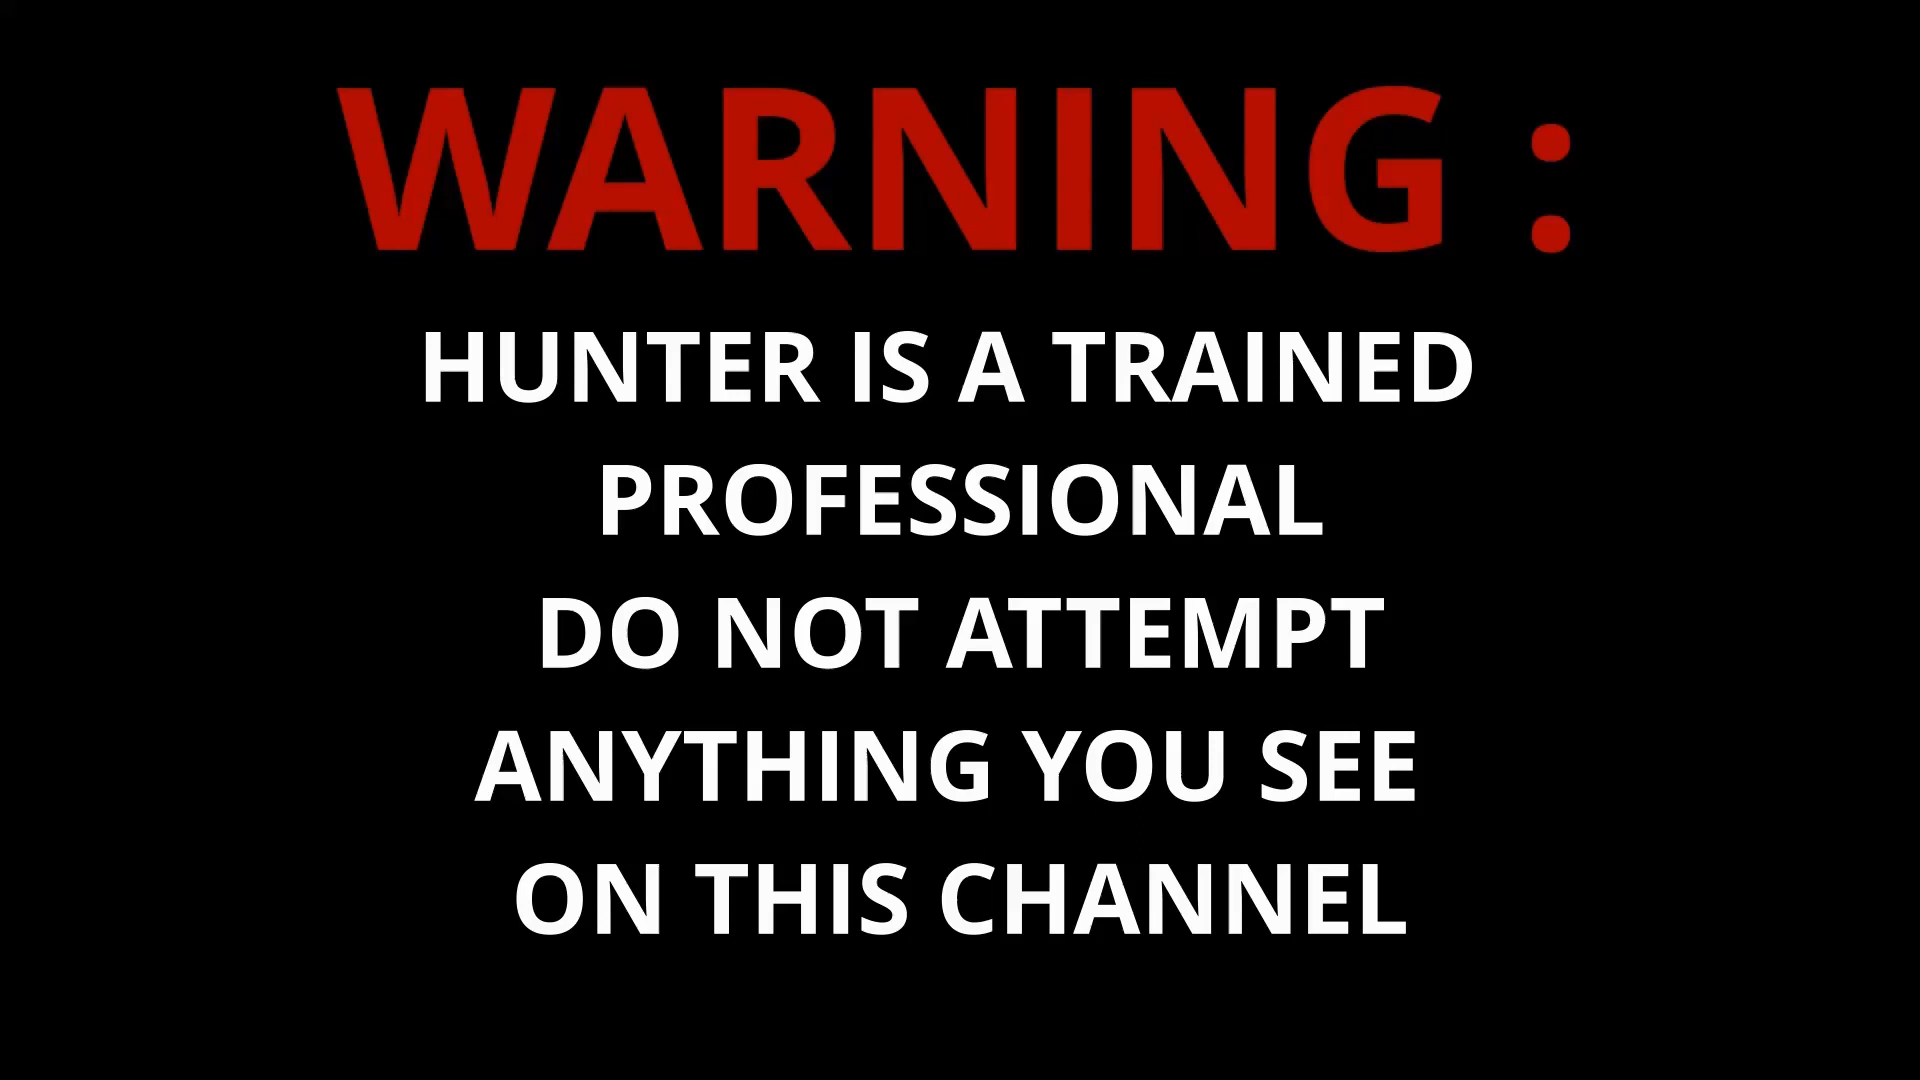 WARNING :
HUNTER IS A TRAINED
PROFESSIONAL
DO NOT ATTEMPT
ANYTHING YOU SEE
ON THIS CHANNEL